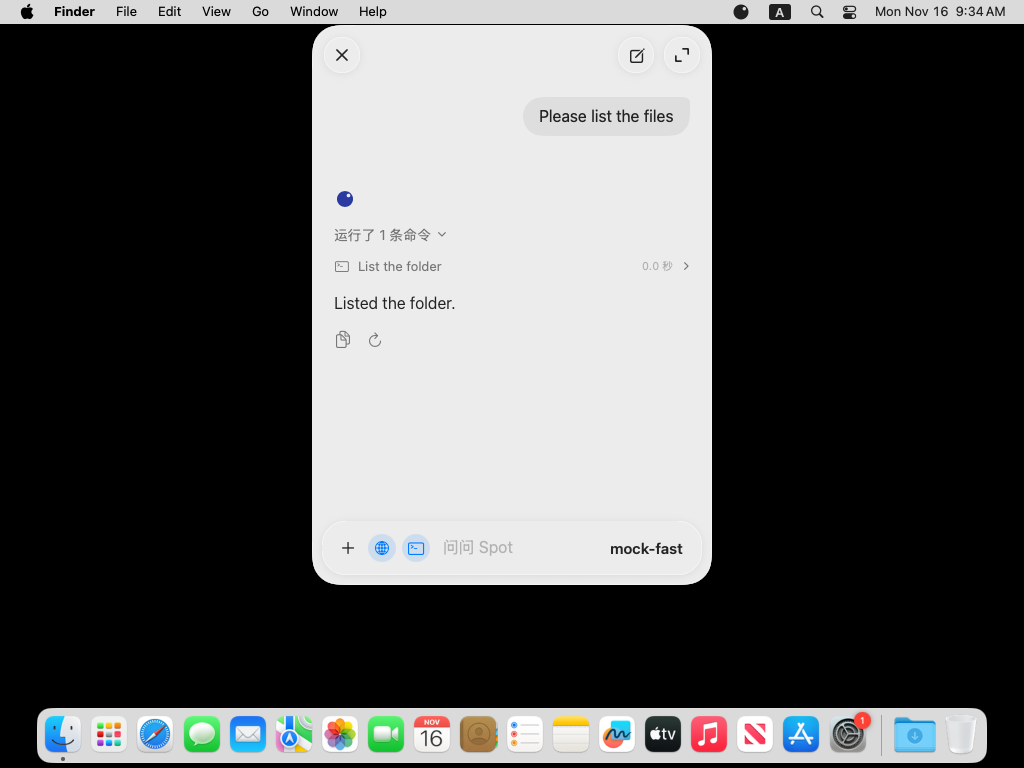 Finder File Edit View Go Window Help A Mon Nov 16 9:34 AM
Please list the files
运行了 1 条命令
List the folder 0.0 秒
Listed the folder.
问问 Spot mock-fast
NOV
16
tv
1